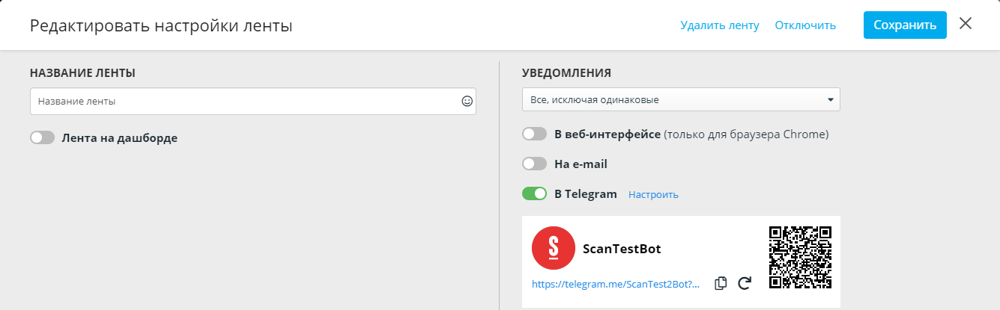 Редактировать настройки ленты
Удалить ленту
Отключить
Сохранить
НАЗВАНИЕ ЛЕНТЫ
Название ленты
Лента на дашборде
УВЕДОМЛЕНИЯ
Все, исключая одинаковые
В веб-интерфейсе (только для браузера Chrome)
На e-mail
В Telegram Настроить
S
ScanTestBot
https://telegram.me/ScanTest2Bot?...